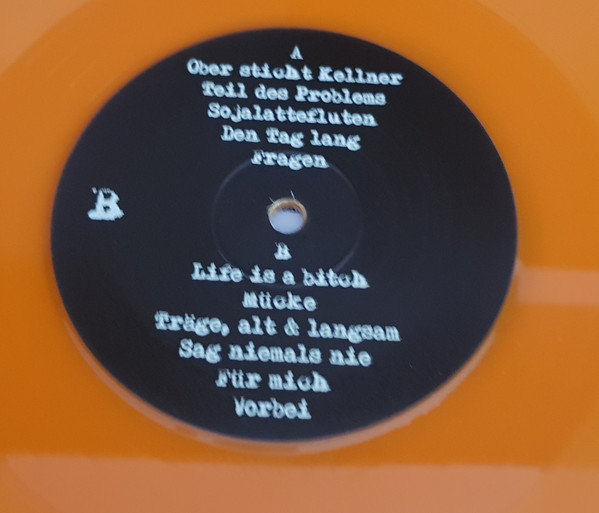 A
Ober sticht Kellner
Teil des Problems
Sojalattefluten
Den Tag lang
Fragen
B
B
Life is a bitch
Mücke
Träge, alt & langsam
Sag niemals nie
Für mich
Vorbei